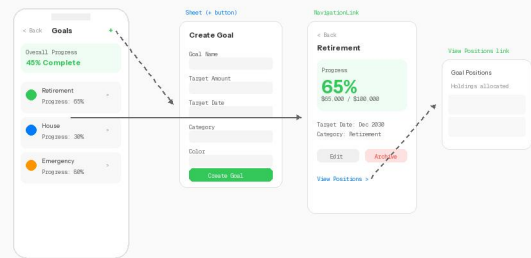 < Back Goals +
Overall Progress
45% Complete
Retirement
Progress: 65%
>
House
Progress: 30%
>
Emergency
Progress: 80%
>
Sheet (+ button)
Create Goal
Goal Name
Target Amount
Target Date
Category
Color
Create Goal
NavigationLink
< Back
Retirement
Progress
65%
$65.000 / $100.000
Target Date: Dec 2030
Category: Retirement
Edit
Archive
View Positions >
View Positions link
Goal Positions
Holdings allocated